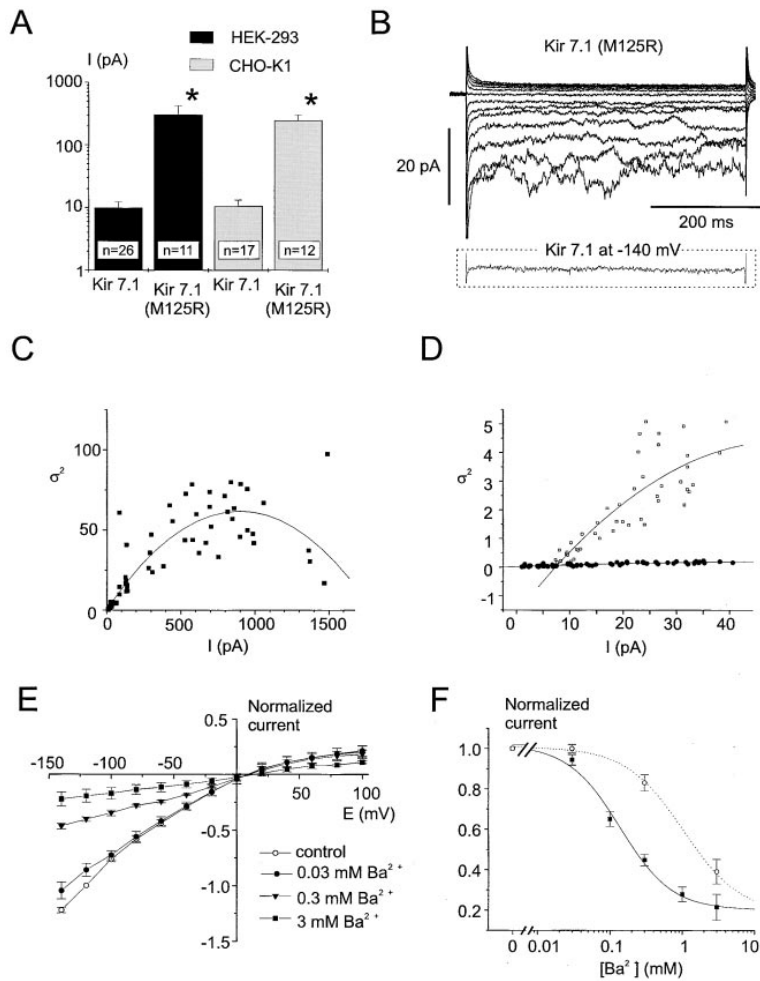 A
I (pA)
HEK-293
CHO-K1
1000
100
10
1
*
*
n=26
n=11
n=17
n=12
Kir 7.1
Kir 7.1
(M125R)
Kir 7.1
Kir 7.1
(M125R)
B
Kir 7.1 (M125R)
20 pA
200 ms
Kir 7.1 at -140 mV
C
σ²
100
50
0
0
500
1000
1500
I (pA)
D
σ²
5
4
3
2
1
0
-1
0
10
20
30
40
I (pA)
E
Normalized
current
0.5
0.25
-0.5
-1.0
-1.5
-150
-100
-50
50
100
E (mV)
control
0.03 mM Ba²⁺
0.3 mM Ba²⁺
3 mM Ba²⁺
F
Normalized
current
1.0
0.8
0.6
0.4
0.2
0
0.01
0.1
1
10
[Ba²] (mM)